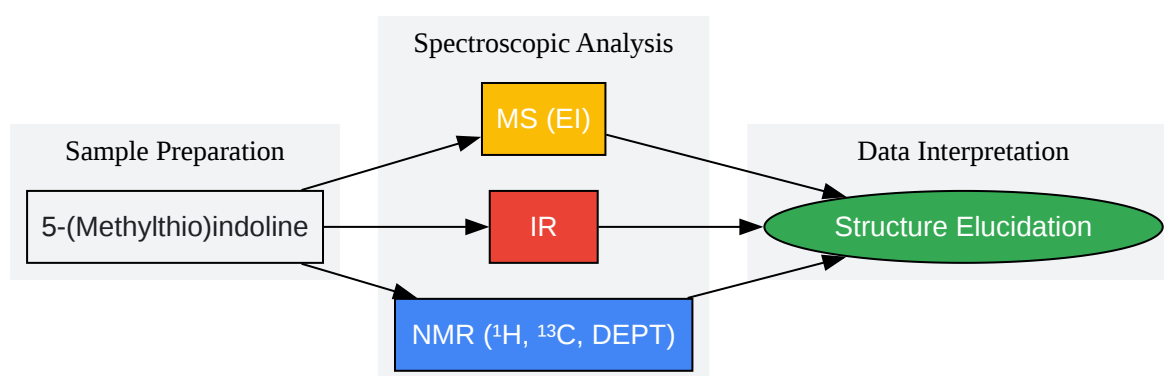 Sample Preparation
5-(Methylthio)indoline
Spectroscopic Analysis
MS (EI)
IR
NMR (¹H, ¹³C, DEPT)
Data Interpretation
Structure Elucidation